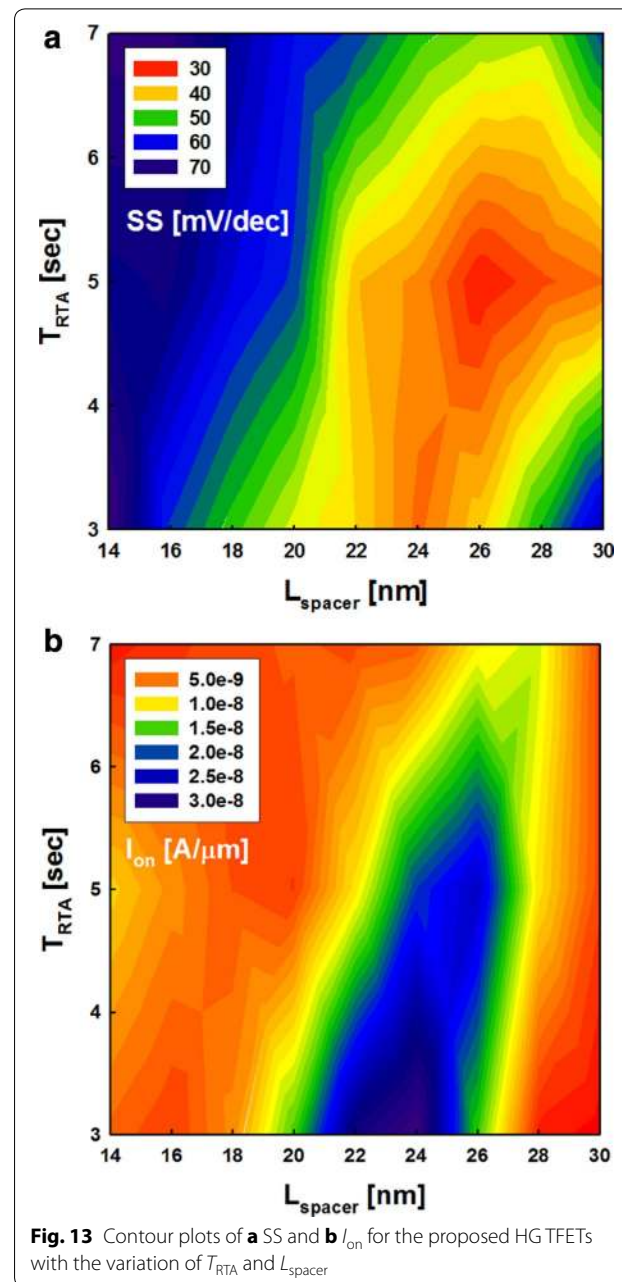 a
7
6
5
4
3
T_RTA [sec]
30
40
50
60
70
SS [mV/dec]
14 16 18 20 22 24 26 28 30
L_spacer [nm]
b
7
6
5
4
3
T_RTA [sec]
5.0e-9
1.0e-8
1.5e-8
2.0e-8
2.5e-8
3.0e-8
I_on [A/μm]
14 16 18 20 22 24 26 28 30
L_spacer [nm]
Fig. 13 Contour plots of a SS and b I_on for the proposed HG TFETs
with the variation of T_RTA and L_spacer